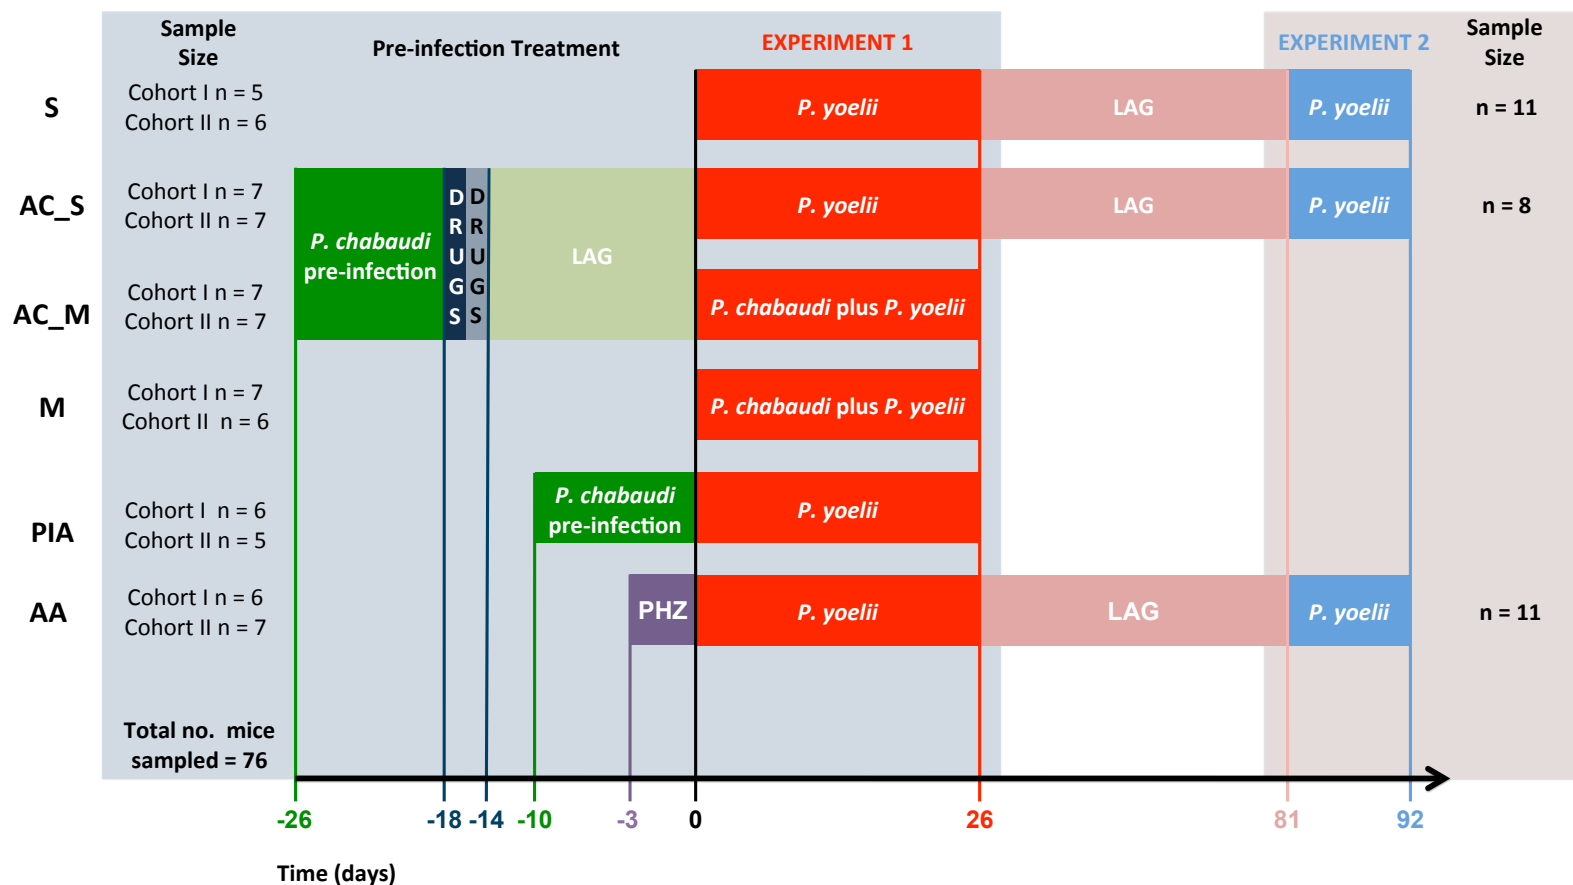 Sample
Size
Pre-infection Treatment
EXPERIMENT 1
EXPERIMENT 2
Sample
Size
S
Cohort I n = 5
Cohort II n = 6
P. yoelii
LAG
P. yoelii
n = 11
AC_S
Cohort I n = 7
Cohort II n = 7
P. chabaudi
pre-infection
DRUGS
DRUGS
LAG
P. yoelii
LAG
P. yoelii
n = 8
AC_M
Cohort I n = 7
Cohort II n = 7
P. chabaudi plus P. yoelii
M
Cohort I n = 7
Cohort II n = 6
P. chabaudi plus P. yoelii
PIA
Cohort I n = 6
Cohort II n = 5
P. chabaudi
pre-infection
P. yoelii
AA
Cohort I n = 6
Cohort II n = 7
PHZ
P. yoelii
LAG
P. yoelii
n = 11
Total no. mice
sampled = 76
-26 -18 -14 -10 -3 0 26 81 92
Time (days)